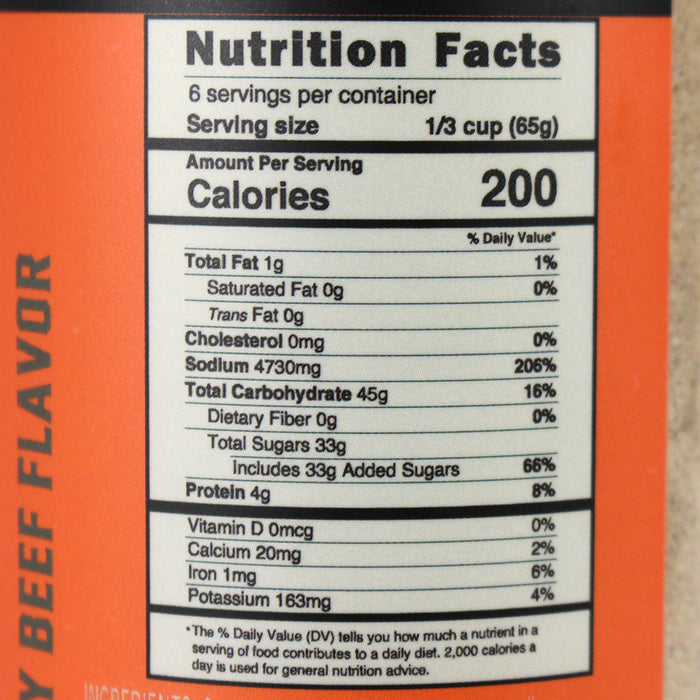 Nutrition Facts
6 servings per container
Serving size 1/3 cup (65g)
Amount Per Serving
Calories 200
% Daily Value*
Total Fat 1g 1%
Saturated Fat 0g 0%
Trans Fat 0g
Cholesterol 0mg 0%
Sodium 4730mg 206%
Total Carbohydrate 45g 16%
Dietary Fiber 0g 0%
Total Sugars 33g
Includes 33g Added Sugars 66%
Protein 4g 8%
Vitamin D 0mcg 0%
Calcium 20mg 2%
Iron 1mg 6%
Potassium 163mg 4%
*The % Daily Value (DV) tells you how much a nutrient in a
serving of food contributes to a daily diet. 2,000 calories a
day is used for general nutrition advice.
Y BEEF FLAVOR